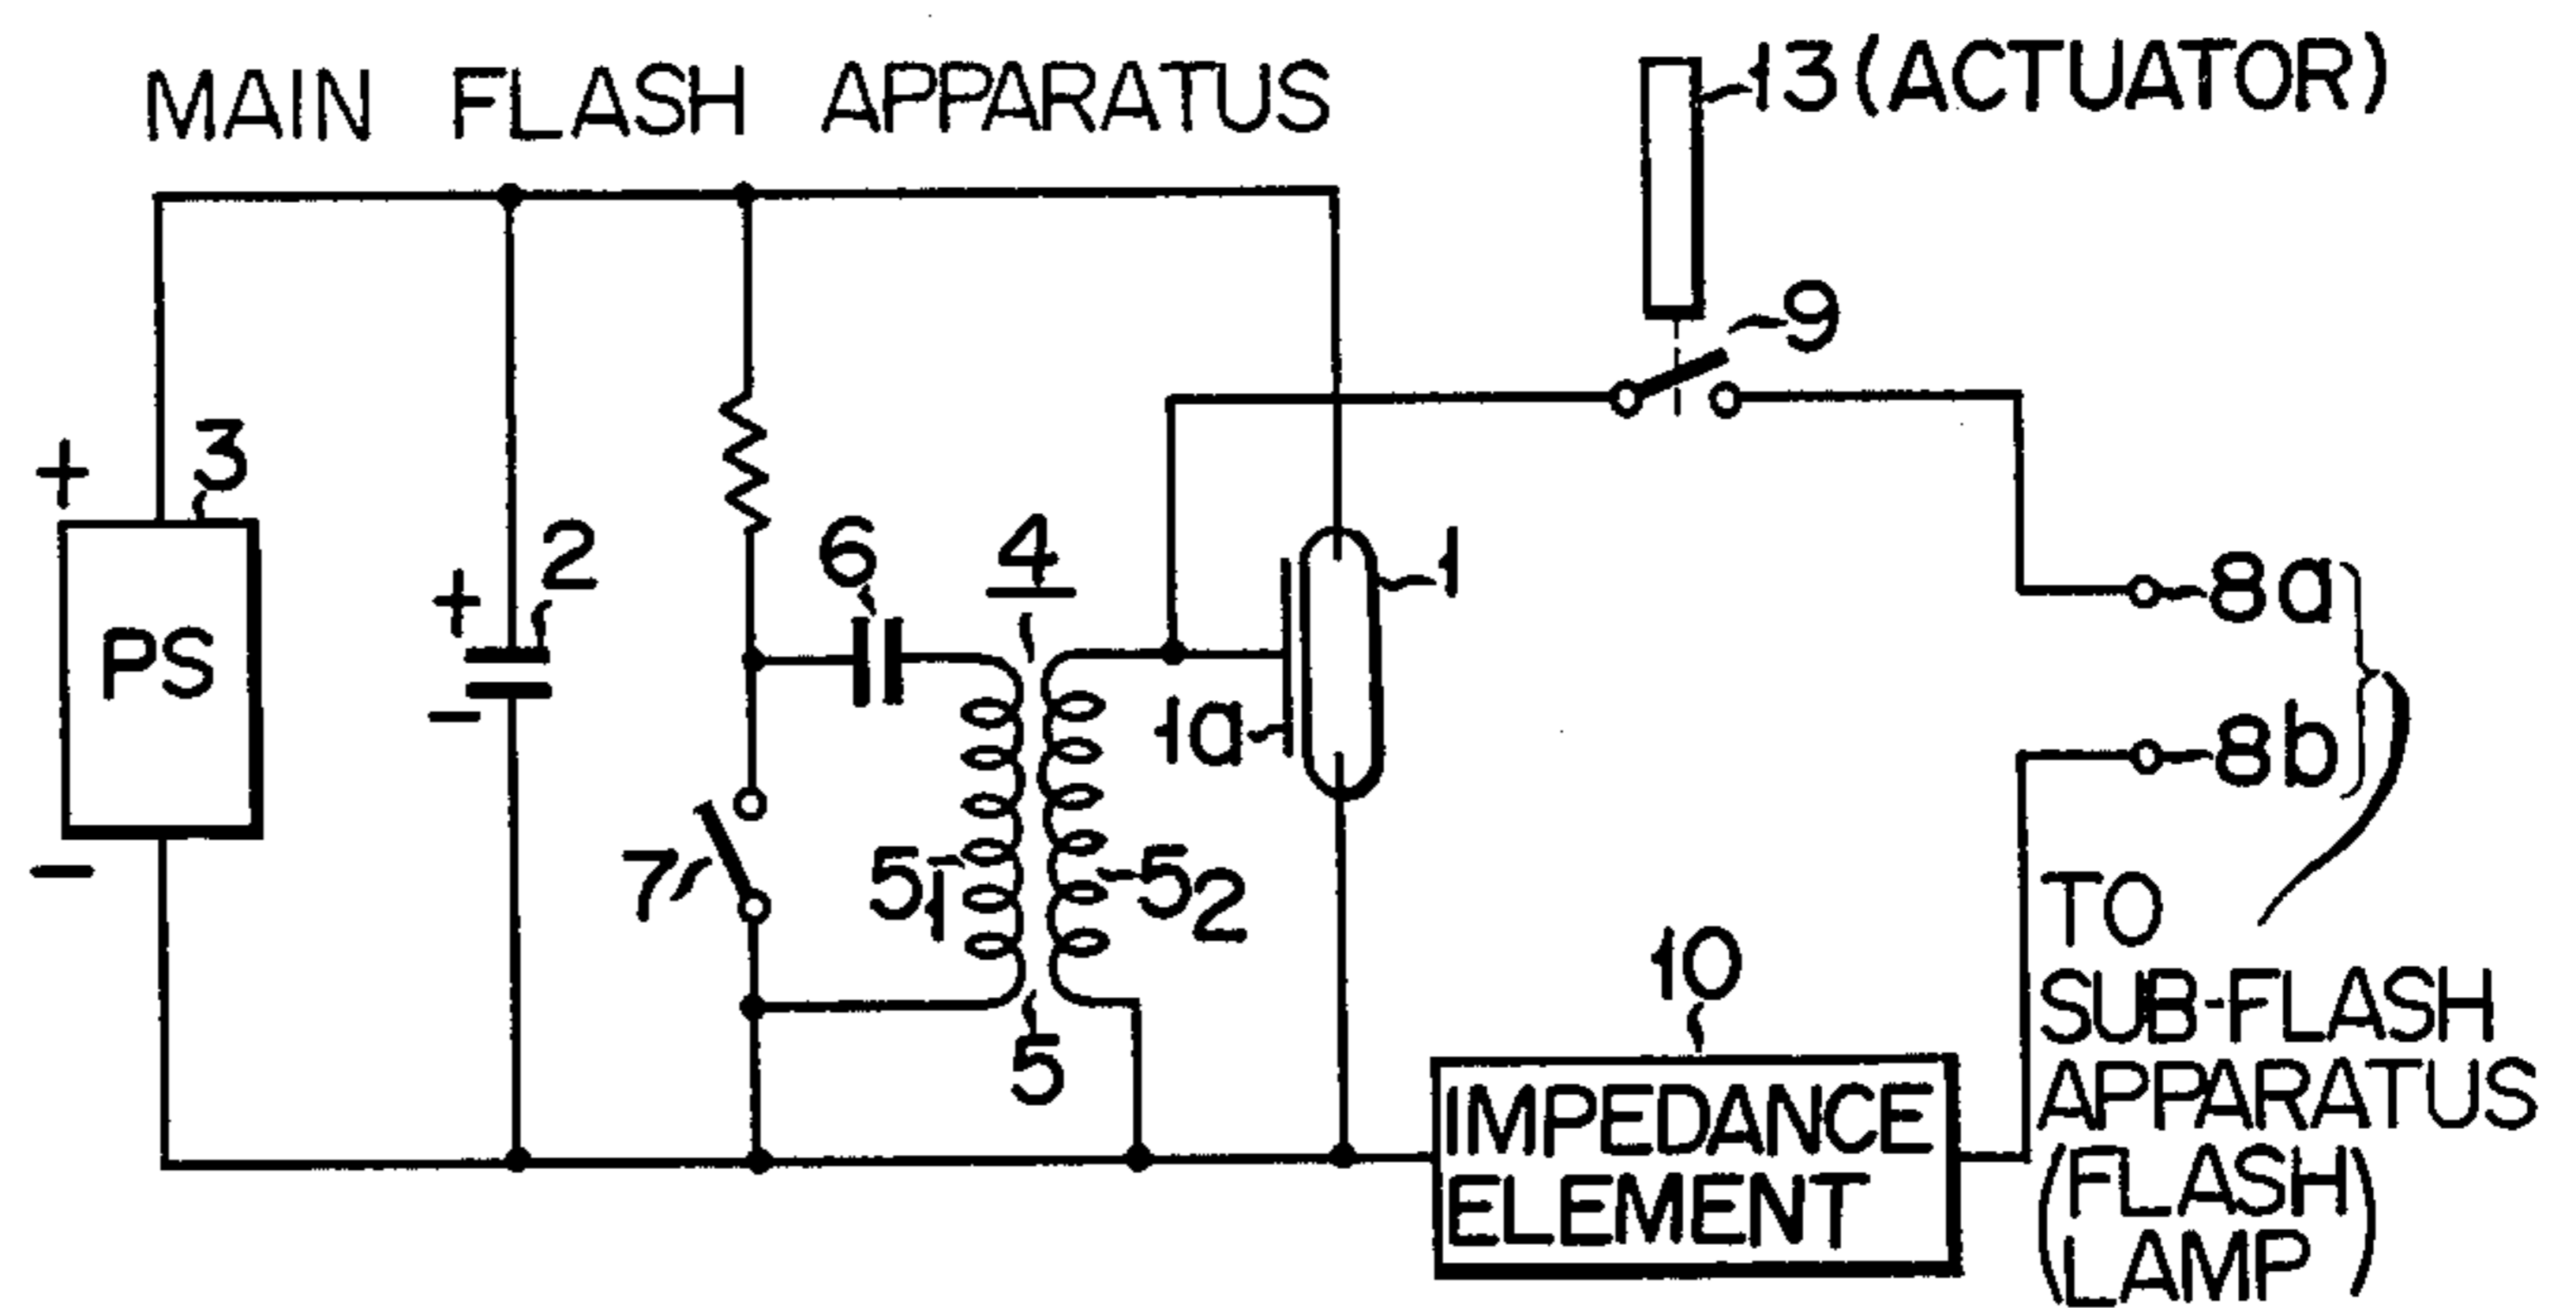 MAIN FLASH APPARATUS
13 (ACTUATOR)
9
3
+
PS
−
2
+
−
6
4
1
1a
8a
8b
7
5₁
5₂
5
10
IMPEDANCE
ELEMENT
TO
SUB-FLASH
APPARATUS
(FLASH
LAMP)